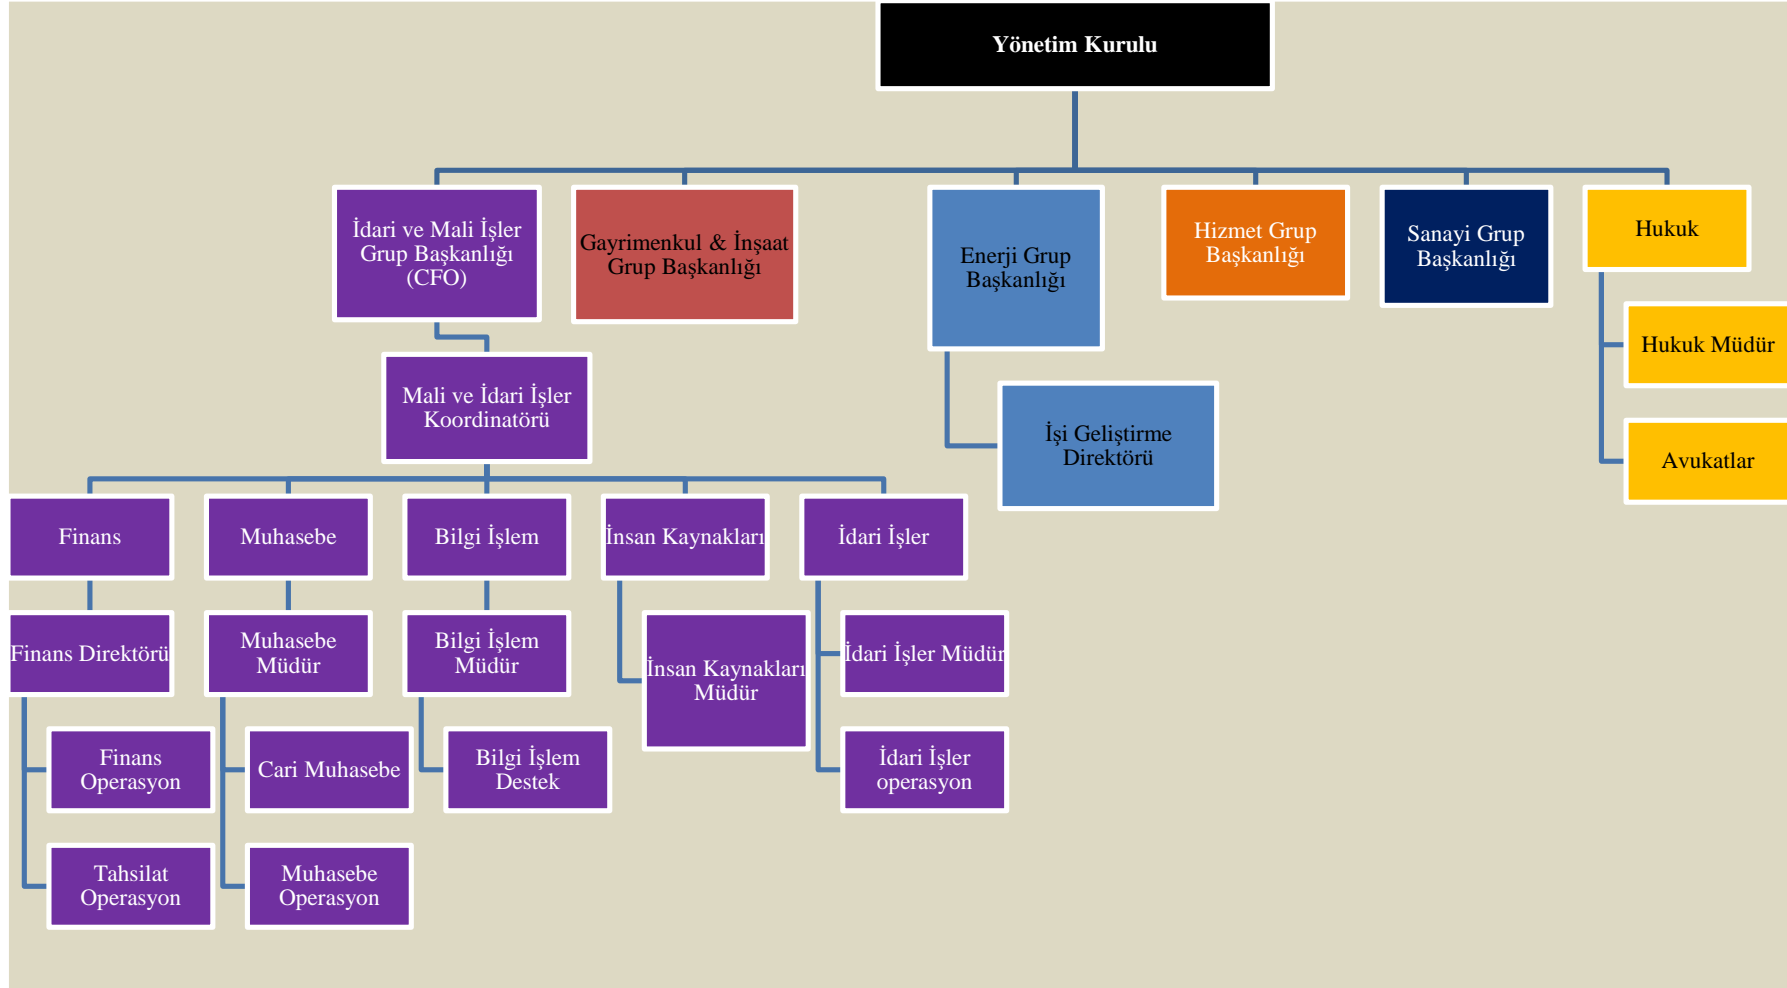 Yönetim Kurulu
İdari ve Mali İşler
Grup Başkanlığı
(CFO)
Gayrimenkul & İnşaat
Grup Başkanlığı
Enerji Grup
Başkanlığı
Hizmet Grup
Başkanlığı
Sanayi Grup
Başkanlığı
Hukuk
Hukuk Müdür
Avukatlar
Mali ve İdari İşler
Koordinatörü
İşi Geliştirme
Direktörü
Finans
Muhasebe
Bilgi İşlem
İnsan Kaynakları
İdari İşler
Finans Direktörü
Muhasebe
Müdür
Bilgi İşlem
Müdür
İnsan Kaynakları
Müdür
İdari İşler Müdür
Finans
Operasyon
Cari Muhasebe
Bilgi İşlem
Destek
İdari İşler
operasyon
Tahsilat
Operasyon
Muhasebe
Operasyon